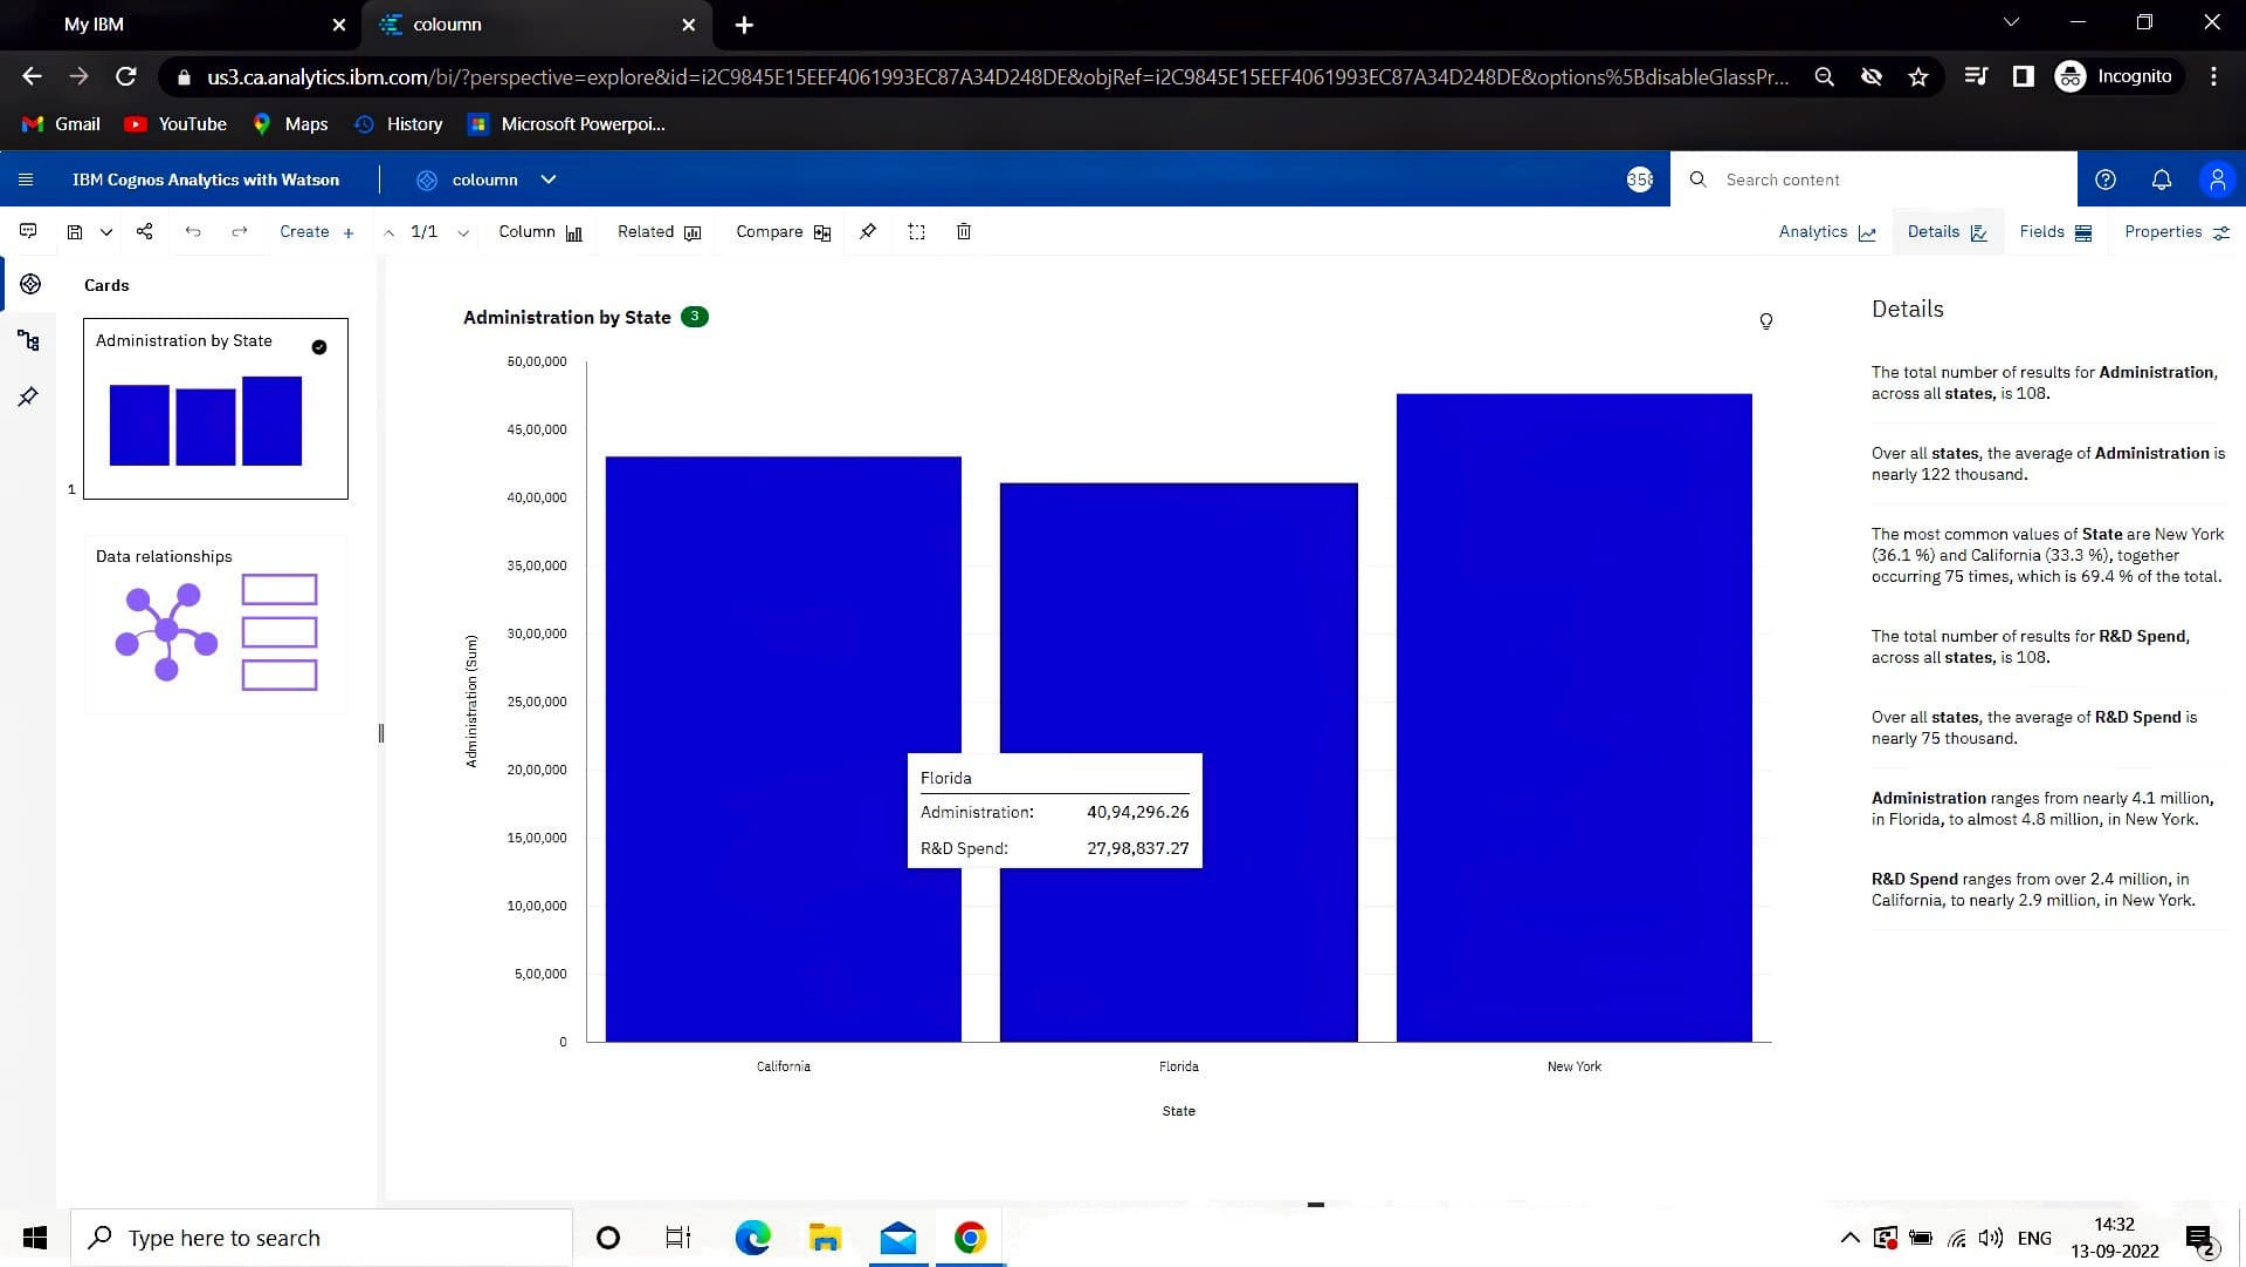 My IBM
coloumn
us3.ca.analytics.ibm.com/bi/?perspective=explore&id=i2C9845E15EEF4061993EC87A34D248DE&objRef=i2C9845E15EEF4061993EC87A34D248DE&options%5BdisableGlassPr...
Incognito
Gmail
YouTube
Maps
History
Microsoft Powerpoi...
IBM Cognos Analytics with Watson
coloumn
358
Search content
Create +
1/1
Column
Related
Compare
Analytics
Details
Fields
Properties
Cards
Administration by State
1
Data relationships
Administration by State 3
50,00,000
45,00,000
40,00,000
35,00,000
30,00,000
25,00,000
20,00,000
15,00,000
10,00,000
5,00,000
0
Administration (Sum)
Florida
Administration: 40,94,296.26
R&D Spend: 27,98,837.27
California
Florida
New York
State
Details
The total number of results for Administration,
across all states, is 108.
Over all states, the average of Administration is
nearly 122 thousand.
The most common values of State are New York
(36.1 %) and California (33.3 %), together
occurring 75 times, which is 69.4 % of the total.
The total number of results for R&D Spend,
across all states, is 108.
Over all states, the average of R&D Spend is
nearly 75 thousand.
Administration ranges from nearly 4.1 million,
in Florida, to almost 4.8 million, in New York.
R&D Spend ranges from over 2.4 million, in
California, to nearly 2.9 million, in New York.
Type here to search
ENG
14:32
13-09-2022
2